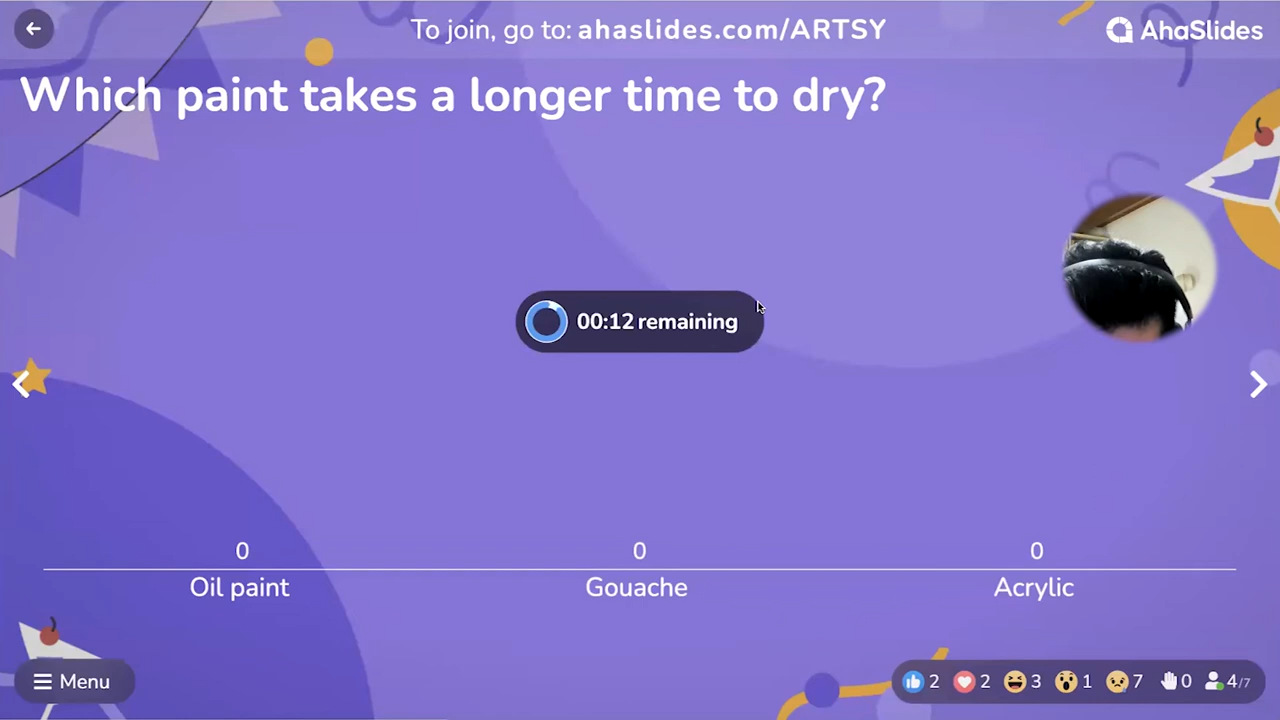 To join, go to: ahaslides.com/ARTSY
AhaSlides
Which paint takes a longer time to dry?
00:12 remaining
0
0
0
Oil paint
Gouache
Acrylic
Menu
2 2 3 1 7 0 4/7